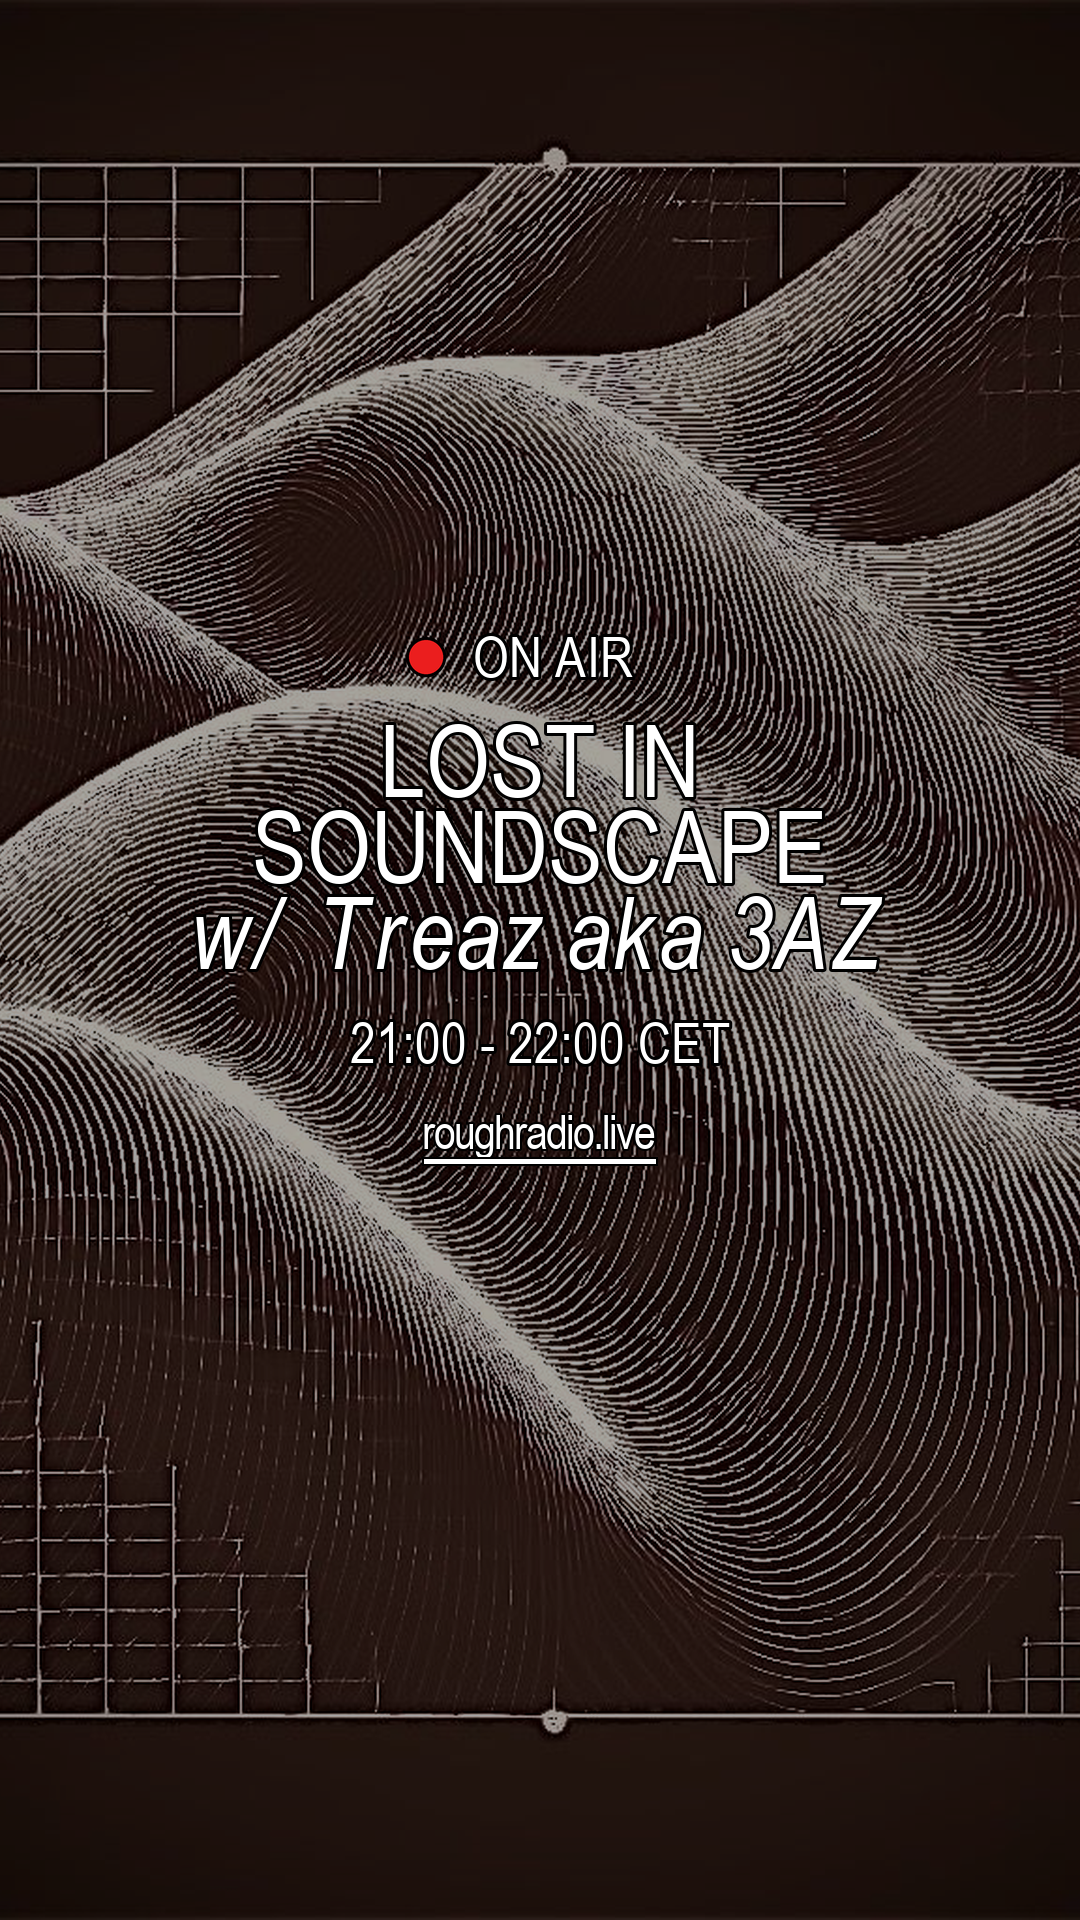 ON AIR
LOST IN
SOUNDSCAPE
w/ Treaz aka 3AZ
21:00 - 22:00 CET
roughradio.live